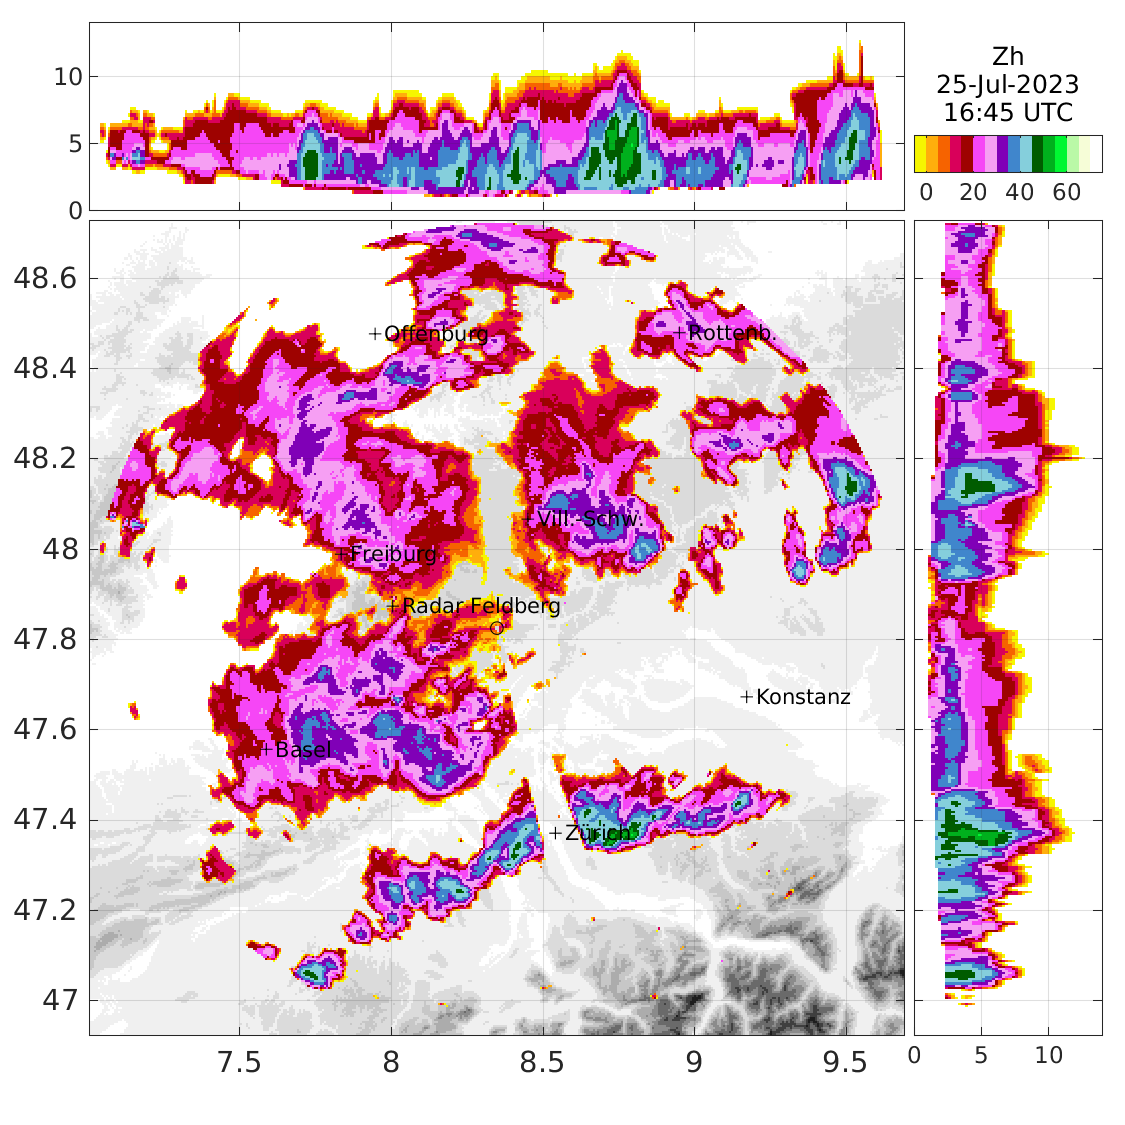 10
5
0
Zh
25-Jul-2023
16:45 UTC
0 20 40 60
48.6
48.4
48.2
48
47.8
47.6
47.4
47.2
47
+Offenburg
+Rottenb.
+Vill.-Schw.
+Freiburg
+Radar Feldberg
+Konstanz
+Basel
+Zürich
7.5 8 8.5 9 9.5
0 5 10